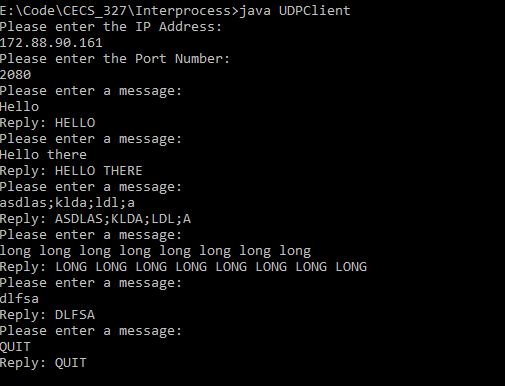 E:\Code\CECS_327\Interprocess>java UDPClient
Please enter the IP Address:
172.88.90.161
Please enter the Port Number:
2080
Please enter a message:
Hello
Reply: HELLO
Please enter a message:
Hello there
Reply: HELLO THERE
Please enter a message:
asdlas;klda;ldl;a
Reply: ASDLAS;KLDA;LDL;A
Please enter a message:
long long long long long long long long
Reply: LONG LONG LONG LONG LONG LONG LONG LONG
Please enter a message:
dlfsa
Reply: DLFSA
Please enter a message:
QUIT
Reply: QUIT